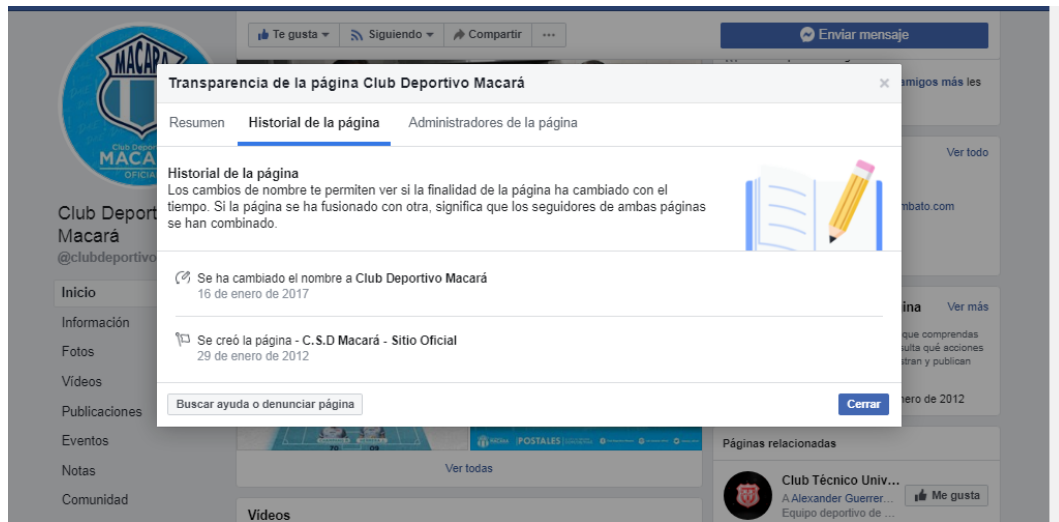 Te gusta Siguiendo Compartir ...
Enviar mensaje
MACARÁ
amigos más les
Transparencia de la página Club Deportivo Macará
Resumen Historial de la página Administradores de la página
Historial de la página
Los cambios de nombre te permiten ver si la finalidad de la página ha cambiado con el
tiempo. Si la página se ha fusionado con otra, significa que los seguidores de ambas páginas
se han combinado.
Se ha cambiado el nombre a Club Deportivo Macará
16 de enero de 2017
Se creó la página - C.S.D Macará - Sitio Oficial
29 de enero de 2012
Buscar ayuda o denunciar página
Cerrar
Club Depor
MACA
OFICIA
Club Deport
Macará
@clubdeportivo
Inicio
Información
Fotos
Vídeos
Publicaciones
Eventos
Notas
Comunidad
Ver todo
mbato.com
ina Ver más
que comprendas
sulta qué acciones
stran y publican
nero de 2012
POSTALES
Ver todas
Vídeos
Páginas relacionadas
Club Técnico Univ...
A Alexander Guerrer...
Equipo deportivo de ...
Me gusta